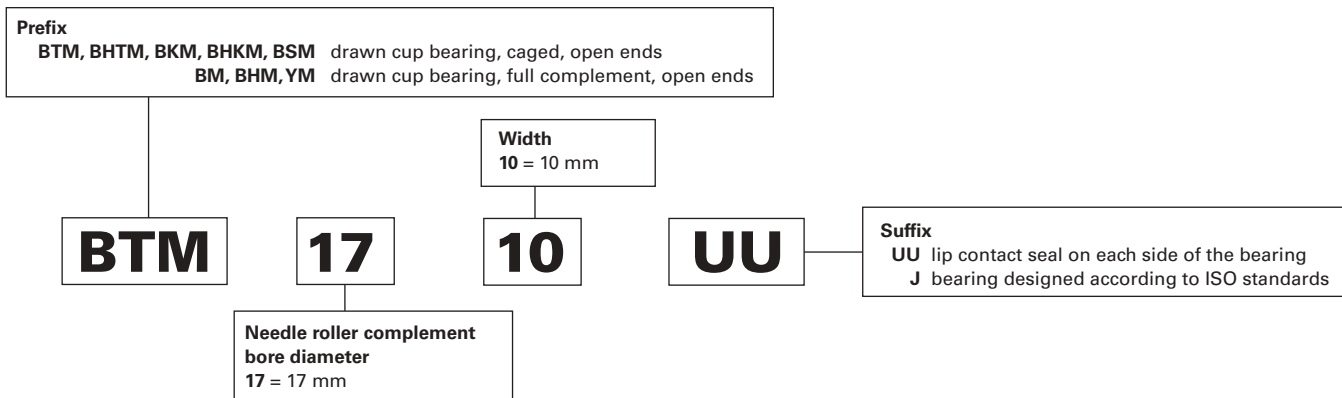 Prefix
BTM, BHTM, BKM, BHKM, BSM drawn cup bearing, caged, open ends
BM, BHM, YM drawn cup bearing, full complement, open ends
Width
10 = 10 mm
BTM 17 10 UU
Suffix
UU lip contact seal on each side of the bearing
J bearing designed according to ISO standards
Needle roller complement
bore diameter
17 = 17 mm